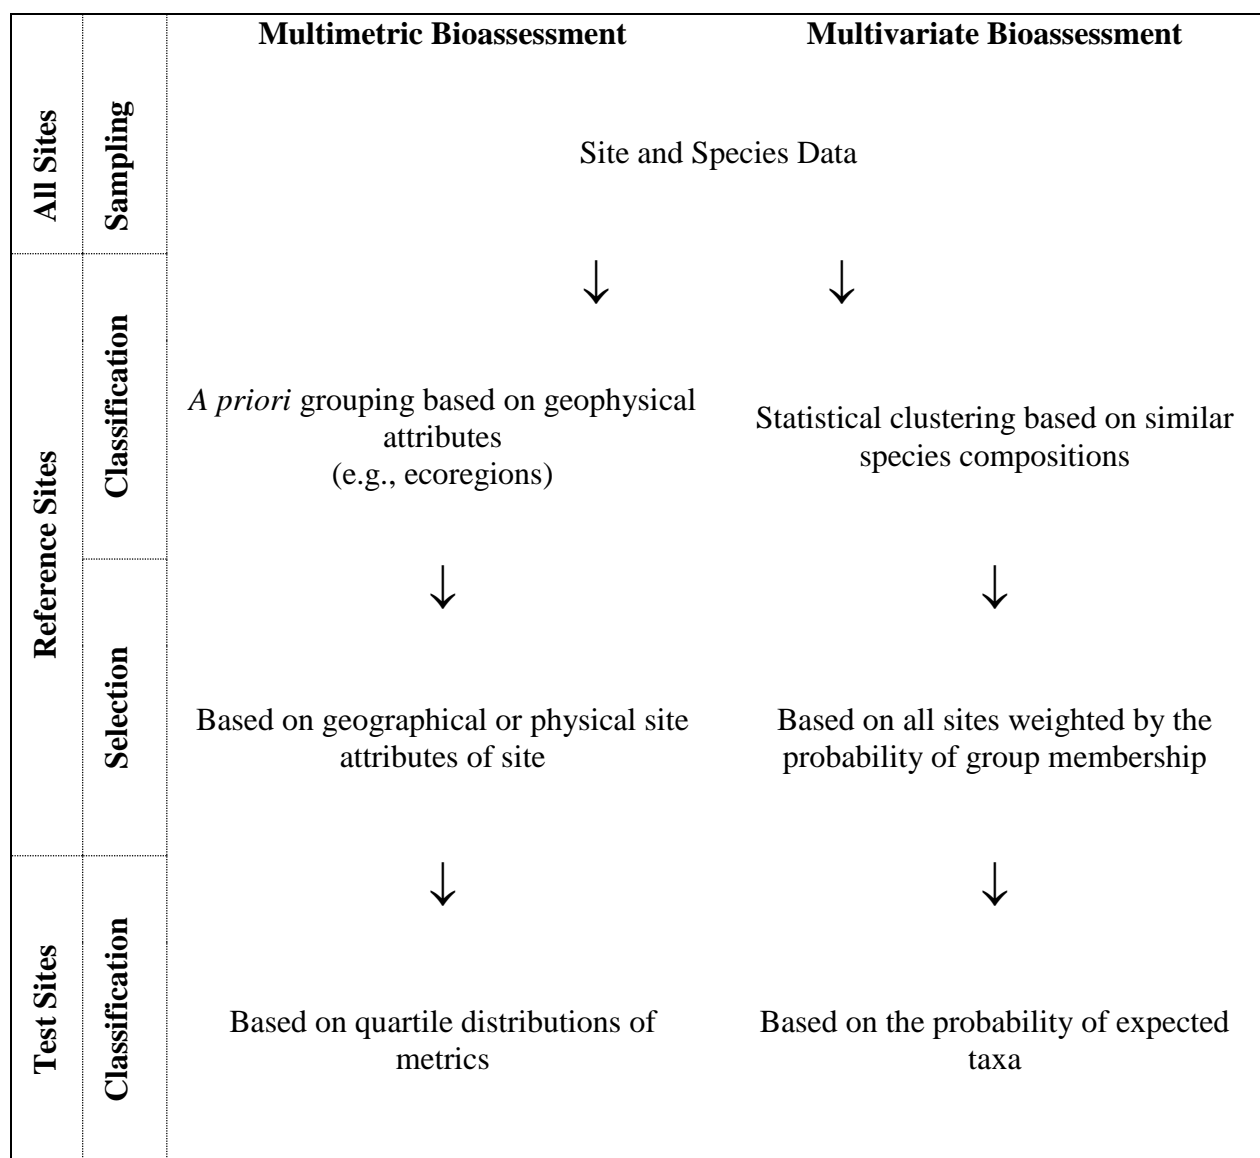 Multimetric Bioassessment
Multivariate Bioassessment
All Sites
Sampling
Site and Species Data
↓ ↓
Reference Sites
Classification
A priori grouping based on geophysical
attributes
(e.g., ecoregions)
Statistical clustering based on similar
species compositions
↓ ↓
Selection
Based on geographical or physical site
attributes of site
Based on all sites weighted by the
probability of group membership
↓ ↓
Test Sites
Classification
Based on quartile distributions of
metrics
Based on the probability of expected
taxa